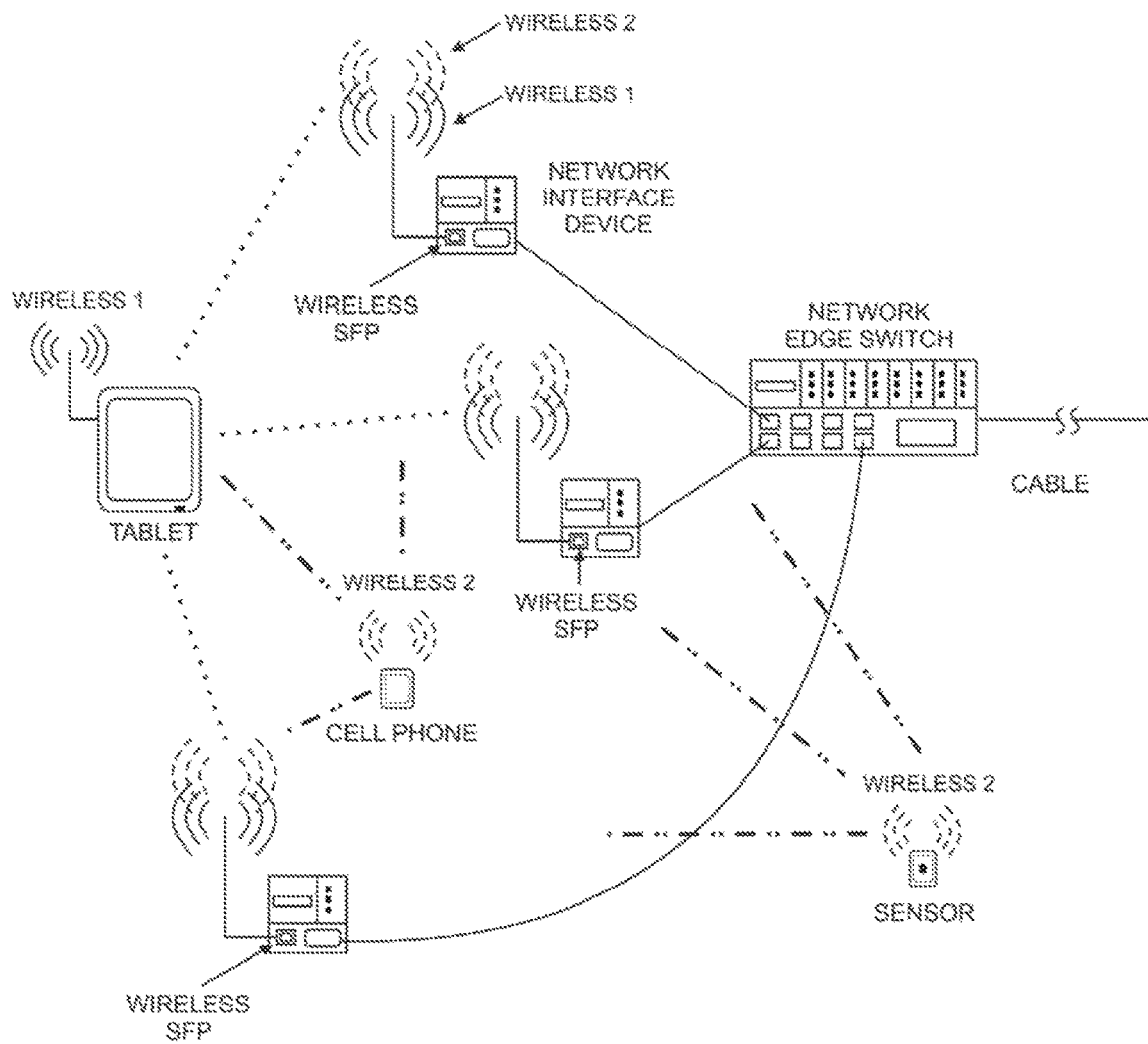 WIRELESS 2
WIRELESS 1
NETWORK
INTERFACE
DEVICE
WIRELESS 1
WIRELESS
SFP
NETWORK
EDGE SWITCH
CABLE
TABLET
WIRELESS 2
WIRELESS
SFP
CELL PHONE
WIRELESS 2
SENSOR
WIRELESS
SFP